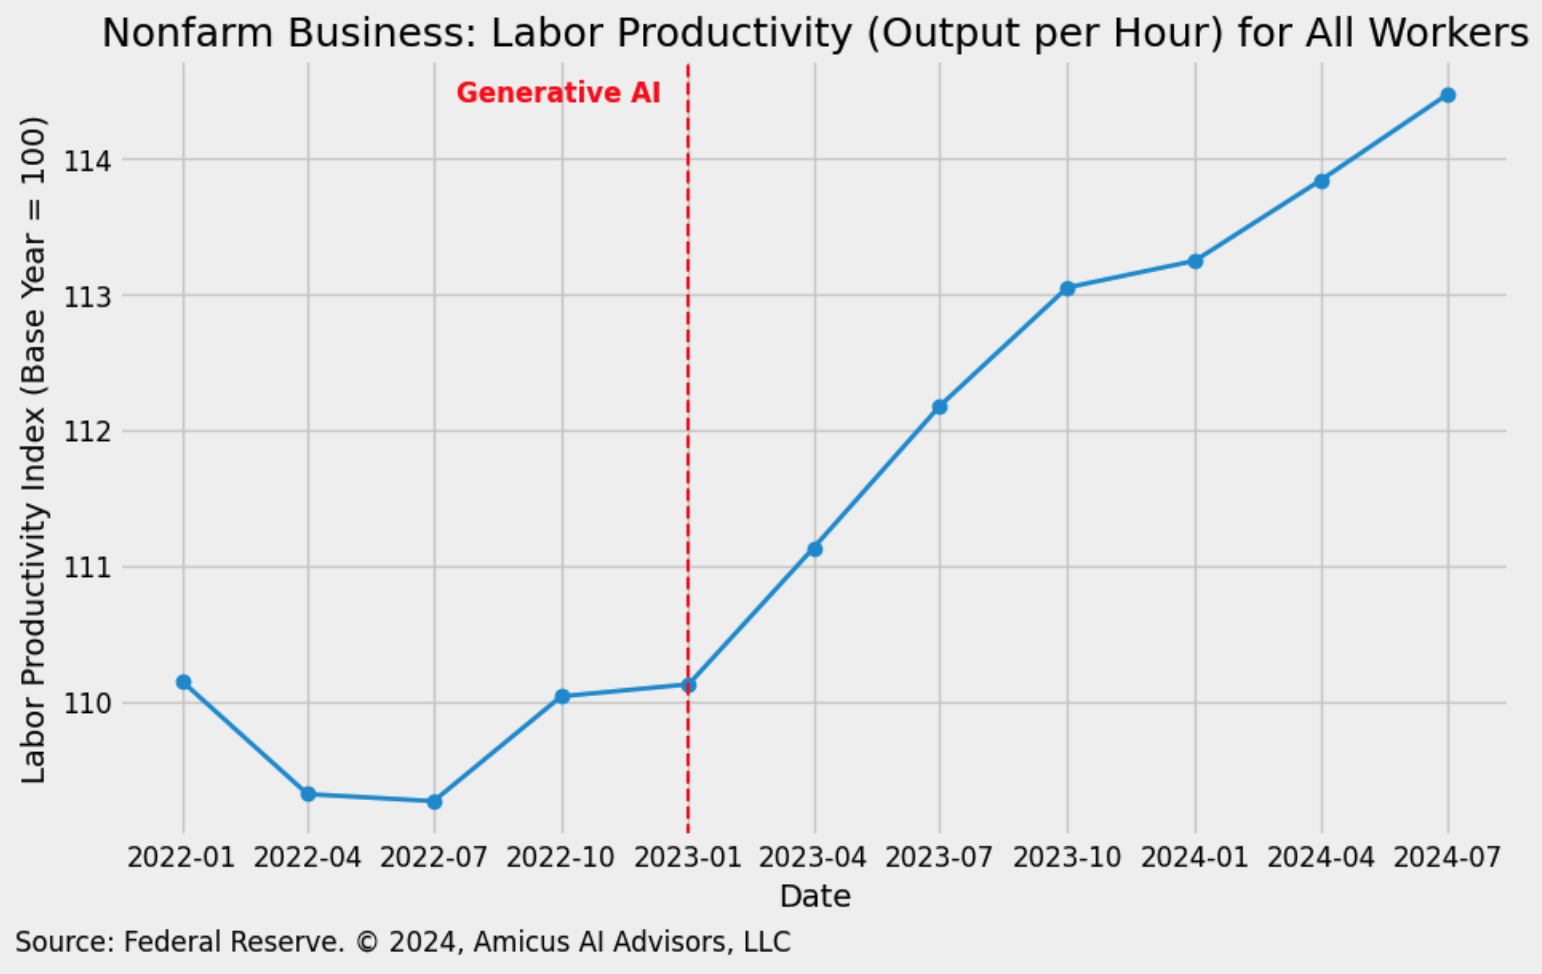 Nonfarm Business: Labor Productivity (Output per Hour) for All Workers
Generative AI
Labor Productivity Index (Base Year = 100)
114
113
112
111
110
2022-01 2022-04 2022-07 2022-10 2023-01 2023-04 2023-07 2023-10 2024-01 2024-04 2024-07
Date
Source: Federal Reserve. © 2024, Amicus AI Advisors, LLC